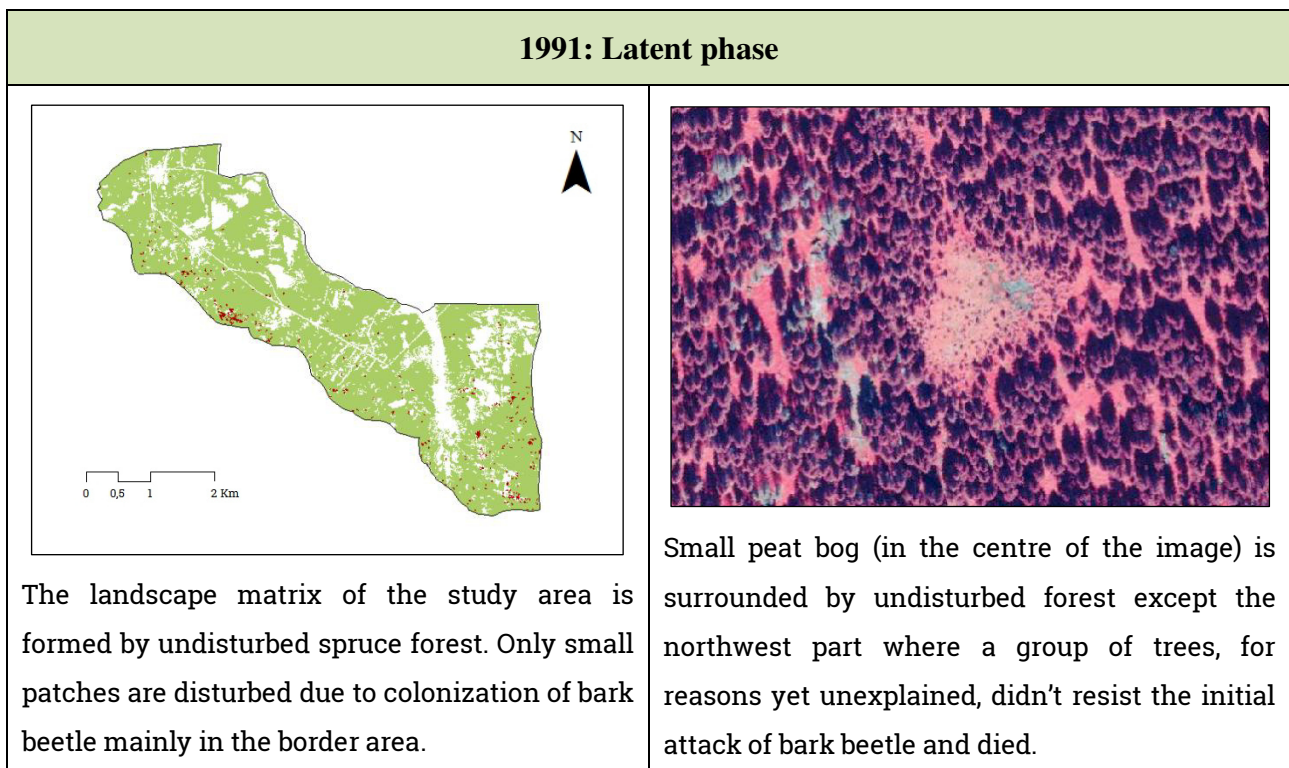 1991: Latent phase
N
0 0,5 1 2 Km
The landscape matrix of the study area is
formed by undisturbed spruce forest. Only small
patches are disturbed due to colonization of bark
beetle mainly in the border area.
Small peat bog (in the centre of the image) is
surrounded by undisturbed forest except the
northwest part where a group of trees, for
reasons yet unexplained, didn’t resist the initial
attack of bark beetle and died.